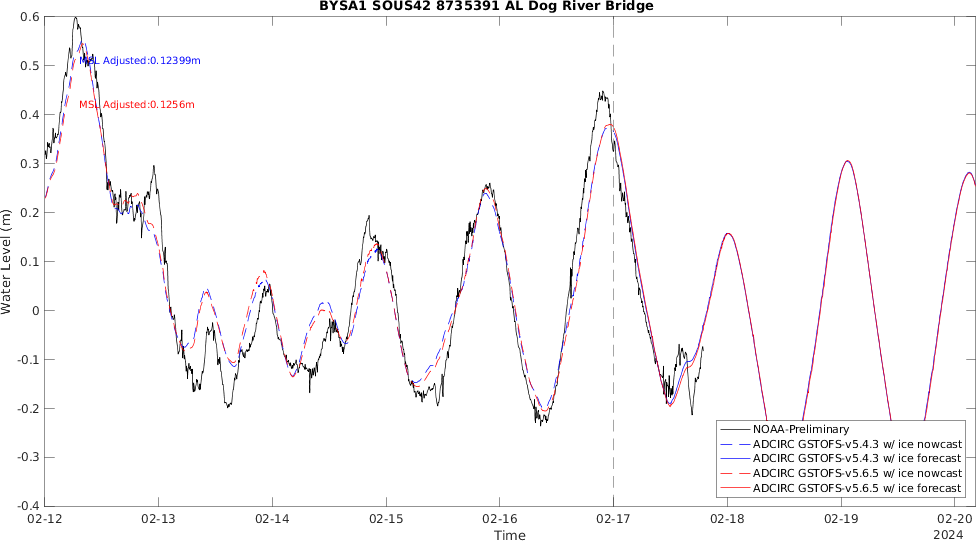 BYSA1 SOUS42 8735391 AL Dog River Bridge
MSL Adjusted:0.12399m
MSL Adjusted:0.1256m
Water Level (m)
0.6
0.5
0.4
0.3
0.2
0.1
0
-0.1
-0.2
-0.3
-0.4
NOAA-Preliminary
ADCIRC GSTOFS-v5.4.3 w/ ice nowcast
ADCIRC GSTOFS-v5.4.3 w/ ice forecast
ADCIRC GSTOFS-v5.6.5 w/ ice nowcast
ADCIRC GSTOFS-v5.6.5 w/ ice forecast
02-12 02-13 02-14 02-15 02-16 02-17 02-18 02-19 02-20
Time
2024